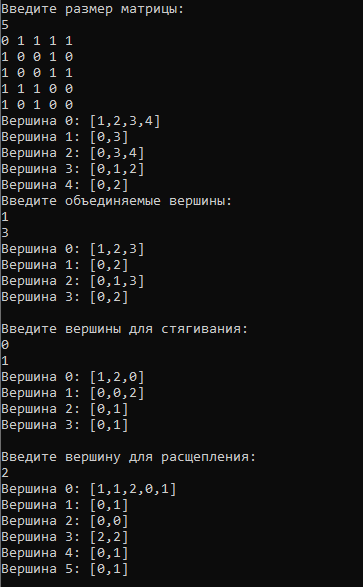 Введите размер матрицы:
5
0 1 1 1 1
1 0 0 1 0
1 0 0 1 1
1 1 1 0 0
1 0 1 0 0
Вершина 0: [1,2,3,4]
Вершина 1: [0,3]
Вершина 2: [0,3,4]
Вершина 3: [0,1,2]
Вершина 4: [0,2]
Введите объединяемые вершины:
1
3
Вершина 0: [1,2,3]
Вершина 1: [0,2]
Вершина 2: [0,1,3]
Вершина 3: [0,2]
Введите вершины для стягивания:
0
1
Вершина 0: [1,2,0]
Вершина 1: [0,0,2]
Вершина 2: [0,1]
Вершина 3: [0,1]
Введите вершину для расщепления:
2
Вершина 0: [1,1,2,0,1]
Вершина 1: [0,1]
Вершина 2: [0,0]
Вершина 3: [2,2]
Вершина 4: [0,1]
Вершина 5: [0,1]